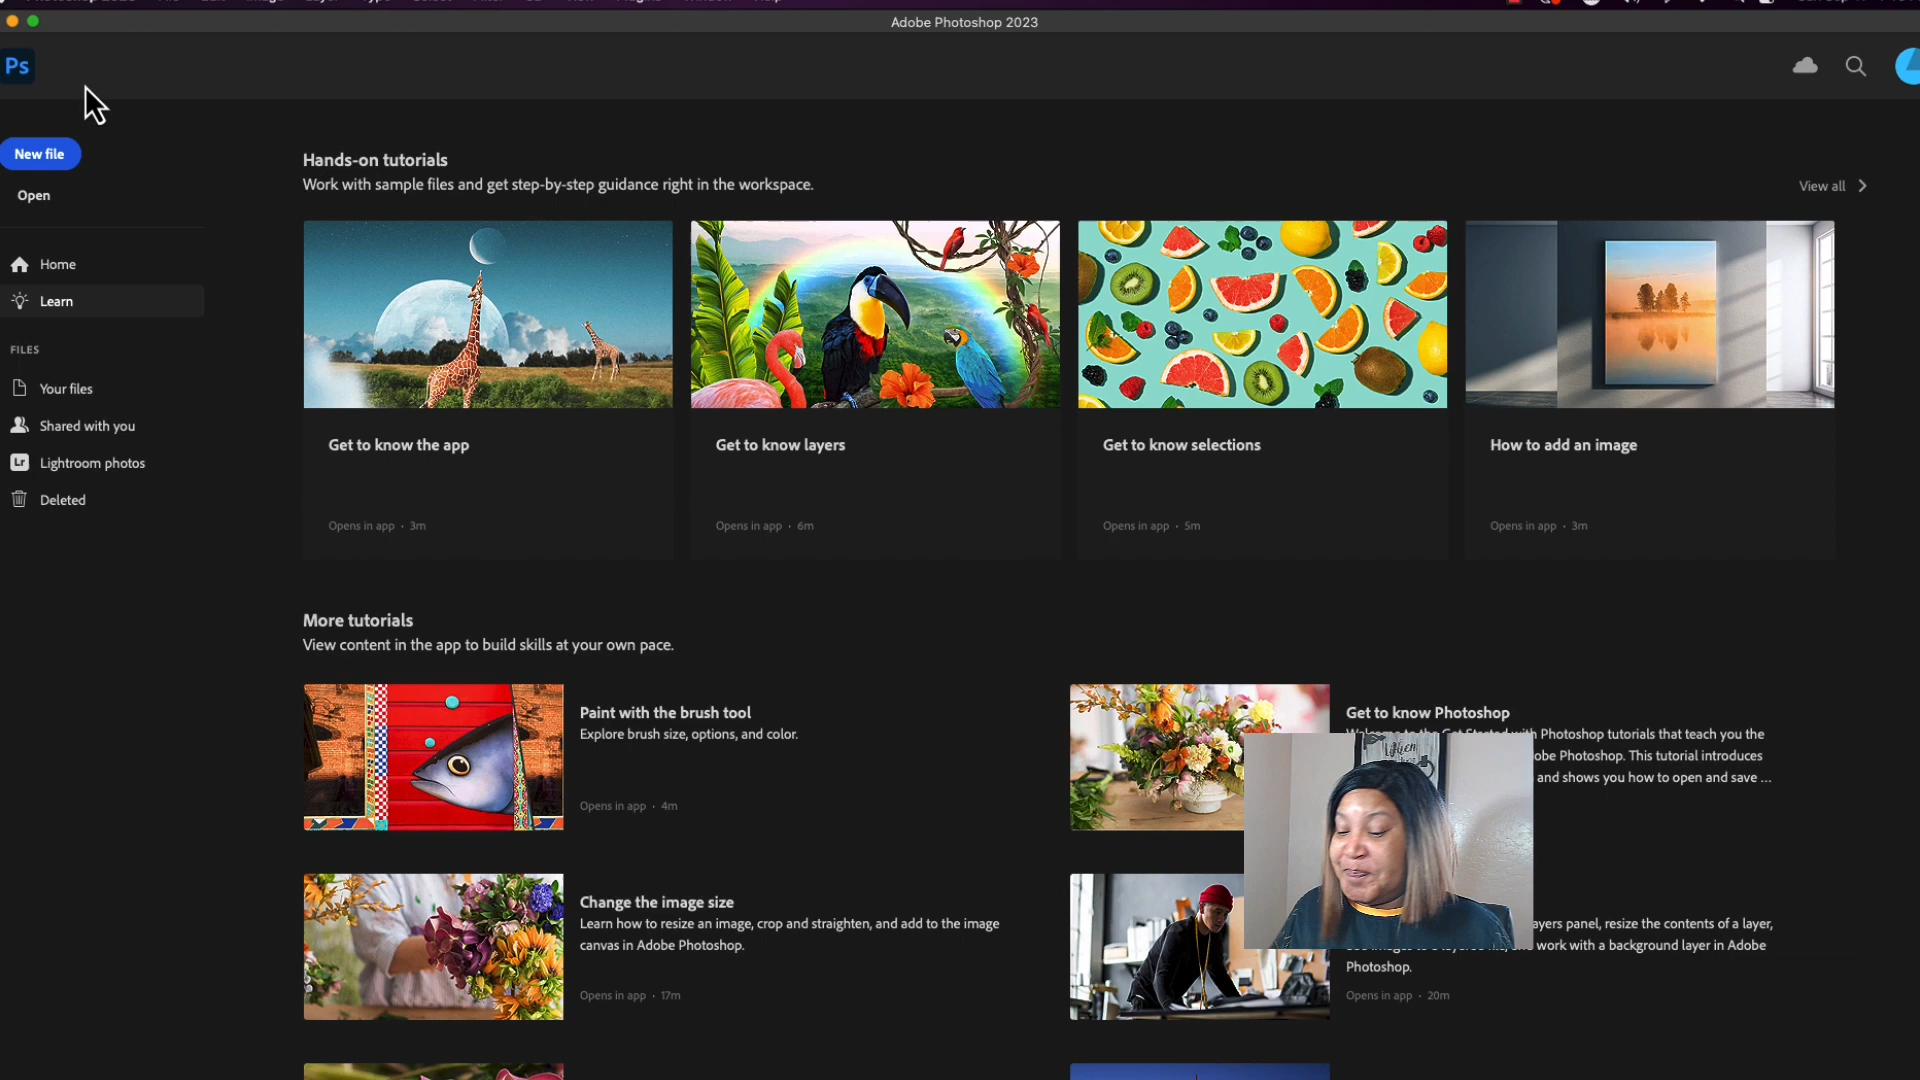 Adobe Photoshop 2023
Ps
New file
Open
Home
Learn
FILES
Your files
Shared with you
Lr Lightroom photos
Deleted
Hands-on tutorials
Work with sample files and get step-by-step guidance right in the workspace.
View all
Get to know the app
Opens in app · 3m
Get to know layers
Opens in app · 6m
Get to know selections
Opens in app · 5m
How to add an image
Opens in app · 3m
More tutorials
View content in the app to build skills at your own pace.
Paint with the brush tool
Explore brush size, options, and color.
Opens in app · 4m
Get to know Photoshop
Photoshop tutorials that teach you the
Photoshop. This tutorial introduces
and shows you how to open and save ...
Change the image size
Learn how to resize an image, crop and straighten, and add to the image
canvas in Adobe Photoshop.
Opens in app · 17m
panel, resize the contents of a layer,
work with a background layer in Adobe
Photoshop.
Opens in app · 20m